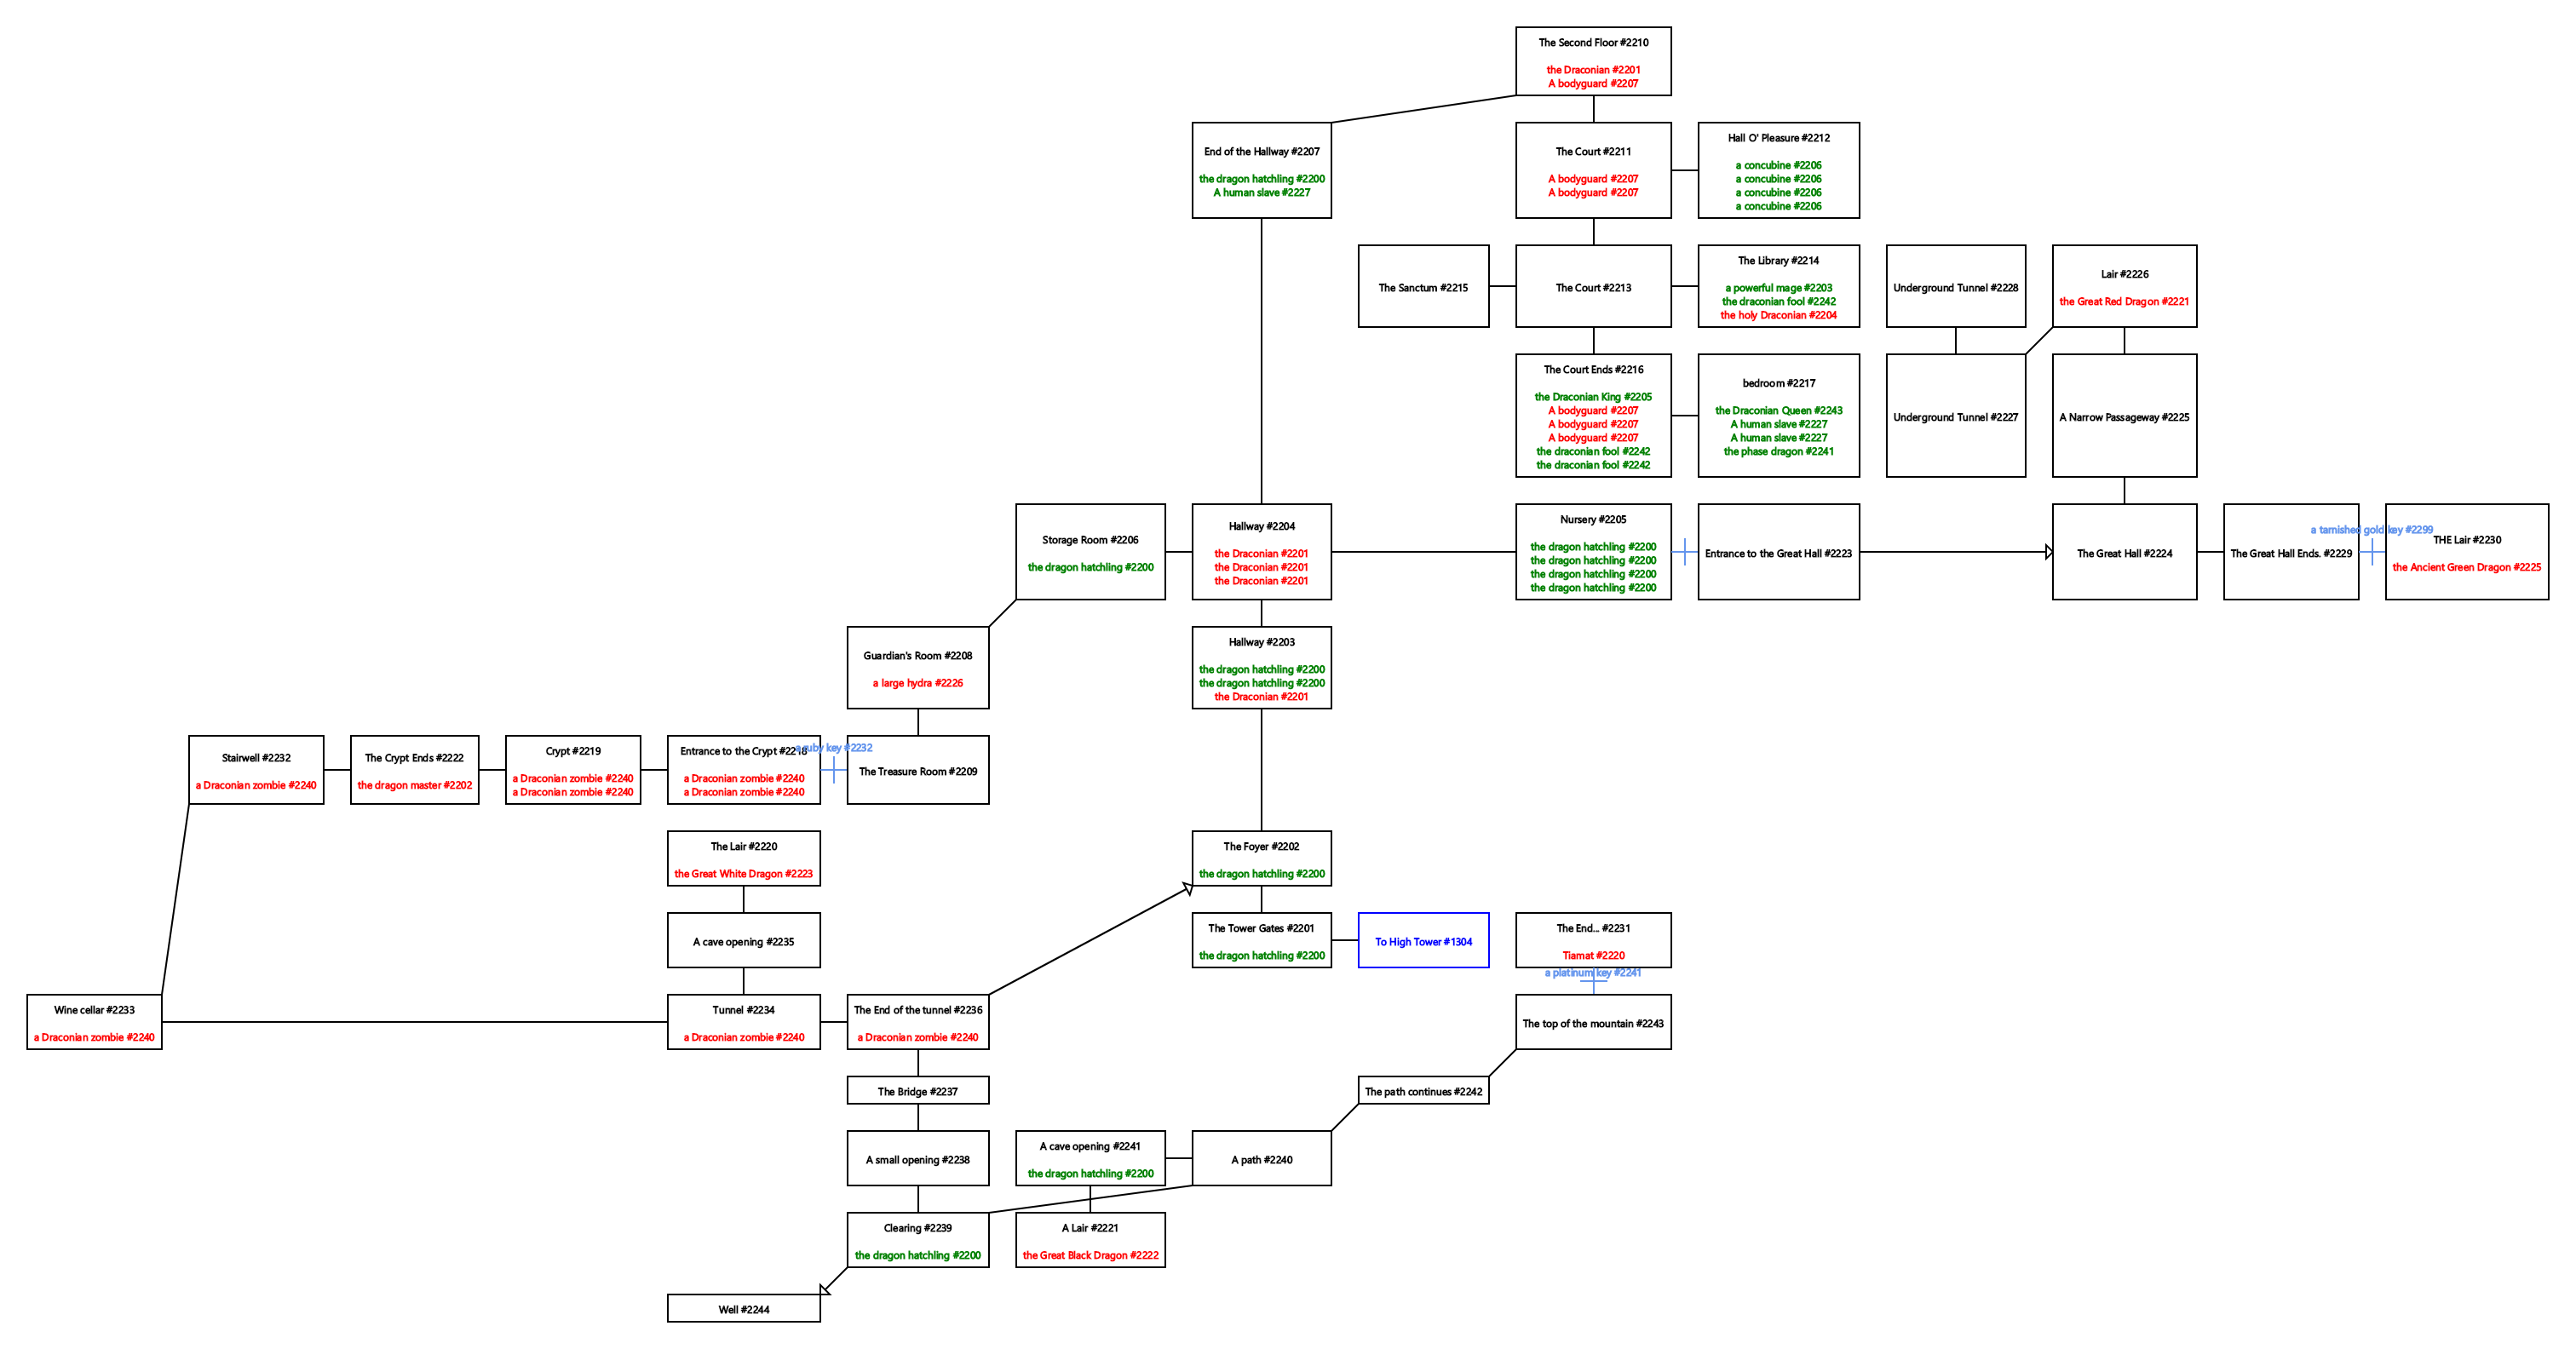 The Second Floor #2210
the Draconian #2201
A bodyguard #2207
End of the Hallway #2207
the dragon hatchling #2200
A human slave #2227
The Court #2211
A bodyguard #2207
A bodyguard #2207
Hall O' Pleasure #2212
a concubine #2206
a concubine #2206
a concubine #2206
a concubine #2206
The Sanctum #2215
The Court #2213
The Library #2214
a powerful mage #2203
the draconian fool #2242
the holy Draconian #2204
Underground Tunnel #2228
Lair #2226
the Great Red Dragon #2221
The Court Ends #2216
the Draconian King #2205
A bodyguard #2207
A bodyguard #2207
A bodyguard #2207
the draconian fool #2242
the draconian fool #2242
bedroom #2217
the Draconian Queen #2243
A human slave #2227
A human slave #2227
the phase dragon #2241
Underground Tunnel #2227
A Narrow Passageway #2225
Storage Room #2206
the dragon hatchling #2200
Hallway #2204
the Draconian #2201
the Draconian #2201
the Draconian #2201
Nursery #2205
the dragon hatchling #2200
the dragon hatchling #2200
the dragon hatchling #2200
the dragon hatchling #2200
Entrance to the Great Hall #2223
The Great Hall #2224
The Great Hall Ends. #2229
a tarnished gold key #2299
THE Lair #2230
the Ancient Green Dragon #2225
Guardian's Room #2208
a large hydra #2226
Hallway #2203
the dragon hatchling #2200
the dragon hatchling #2200
the Draconian #2201
Stairwell #2232
a Draconian zombie #2240
The Crypt Ends #2222
the dragon master #2202
Crypt #2219
a Draconian zombie #2240
a Draconian zombie #2240
Entrance to the Crypt #2218
a Draconian zombie #2240
a Draconian zombie #2240
a ruby key #2232
The Treasure Room #2209
The Lair #2220
the Great White Dragon #2223
The Foyer #2202
the dragon hatchling #2200
A cave opening #2235
The Tower Gates #2201
the dragon hatchling #2200
To High Tower #1304
The End... #2231
Tiamat #2220
a platinum key #2241
Wine cellar #2233
a Draconian zombie #2240
Tunnel #2234
a Draconian zombie #2240
The End of the tunnel #2236
a Draconian zombie #2240
The top of the mountain #2243
The Bridge #2237
The path continues #2242
A small opening #2238
A cave opening #2241
the dragon hatchling #2200
A path #2240
Clearing #2239
the dragon hatchling #2200
A Lair #2221
the Great Black Dragon #2222
Well #2244